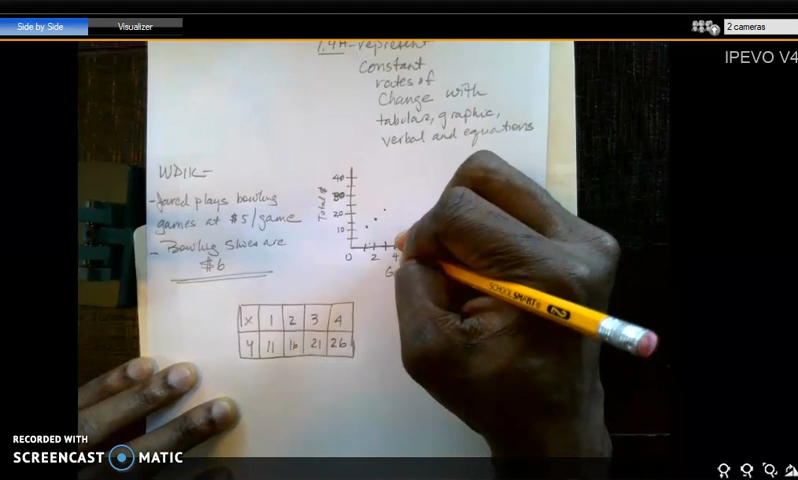 Side by Side
Visualizer
2 cameras
IPEVO V4
7.4A-represent
constant
rates of
Change with
tabular, graphic,
verbal and equations
WDIK-
-Jared plays bowling
games at $5/game
- Bowling shoes are
$6
Total $
40
30
20
10
0 2 4
G
X 1 2 3 4
Y 11 16 21 26
SCHOOL SMART 2
RECORDED WITH
SCREENCAST MATIC